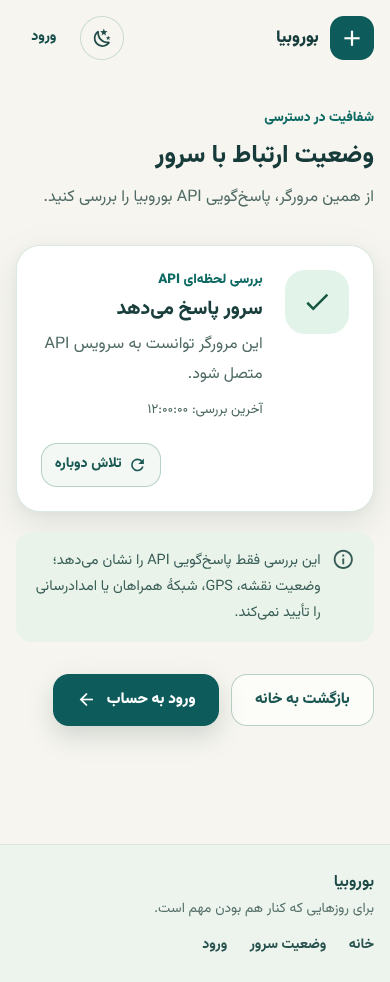 بوروبیا
ورود
شفافیت در دسترسی
وضعیت ارتباط با سرور
از همین مرورگر، پاسخ‌گویی API بوروبیا را بررسی کنید.
بررسی لحظه‌ای API
سرور پاسخ می‌دهد
این مرورگر توانست به سرویس API
متصل شود.
آخرین بررسی: ۱۲:۰۰:۰۰
تلاش دوباره
این بررسی فقط پاسخ‌گویی API را نشان می‌دهد؛
وضعیت نقشه، GPS، شبکهٔ همراهان یا امدادرسانی
را تأیید نمی‌کند.
بازگشت به خانه
ورود به حساب
بوروبیا
برای روزهایی که کنار هم بودن مهم است.
خانه وضعیت سرور ورود